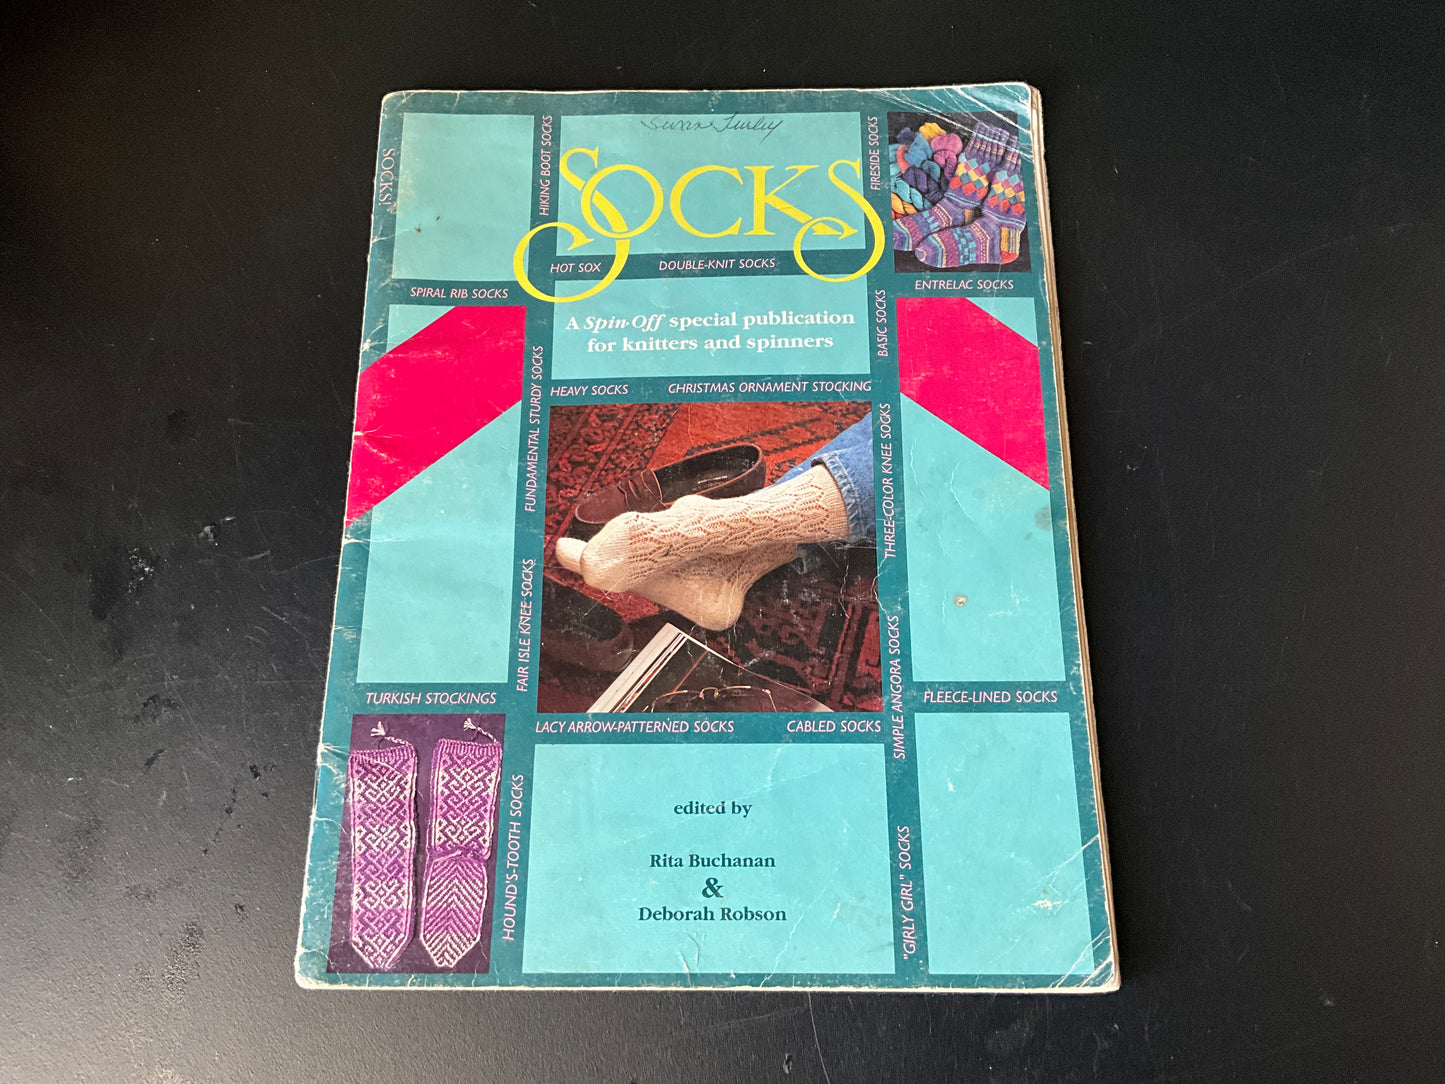 SOCKS!
HIKING BOOT SOCKS
SOCKS
FIRESIDE SOCKS
HOT SOX
DOUBLE-KNIT SOCKS
SPIRAL RIB SOCKS
ENTRELAC SOCKS
A Spin·Off special publication
for knitters and spinners
BASIC SOCKS
FUNDAMENTAL STURDY SOCKS
HEAVY SOCKS
CHRISTMAS ORNAMENT STOCKING
THREE-COLOR KNEE SOCKS
FAIR ISLE KNEE SOCKS
SIMPLE ANGORA SOCKS
TURKISH STOCKINGS
FLEECE-LINED SOCKS
LACY ARROW-PATTERNED SOCKS
CABLED SOCKS
HOUND'S-TOOTH SOCKS
edited by
Rita Buchanan
&
Deborah Robson
"GIRLY GIRL" SOCKS